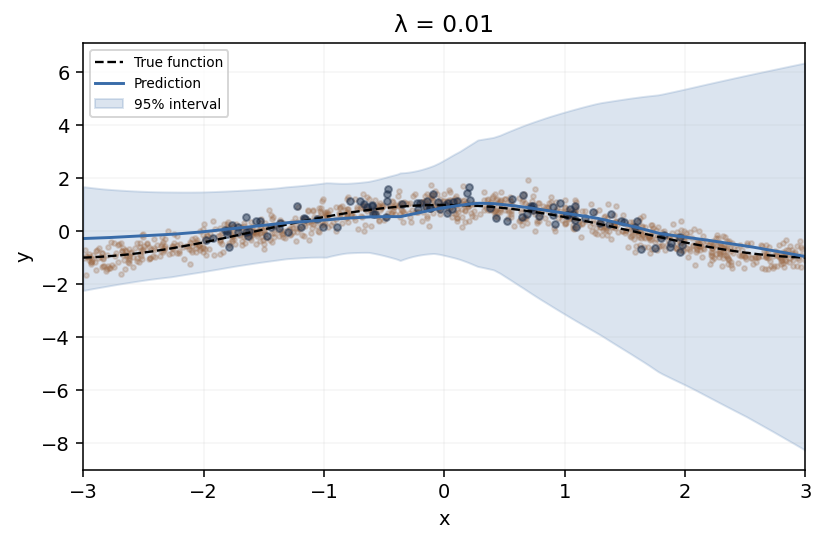 λ = 0.01
True function
Prediction
95% interval
6
4
2
0
−2
−4
−6
−8
y
−3
−2
−1
0
1
2
3
x